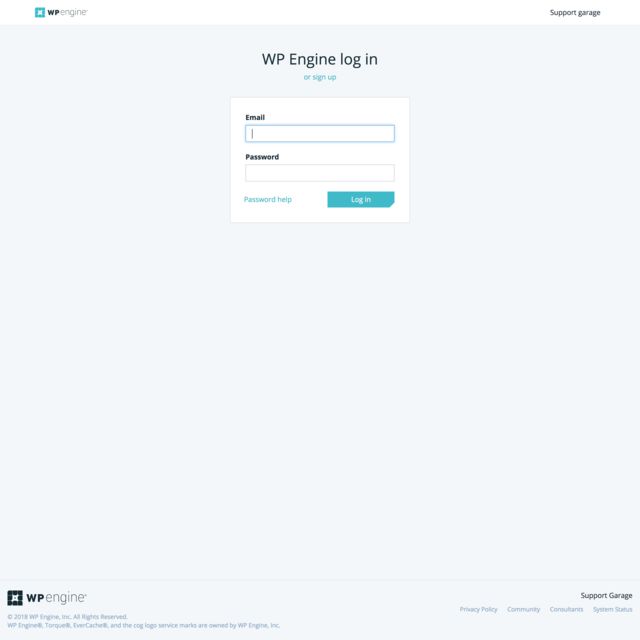 WP engine®
Support garage
WP Engine log in
or sign up
Email
Password
Password help
Log in
WP engine®
Support Garage
Privacy Policy Community Consultants System Status
© 2018 WP Engine, Inc. All Rights Reserved.
WP Engine®, Torque®, EverCache®, and the cog logo service marks are owned by WP Engine, Inc.